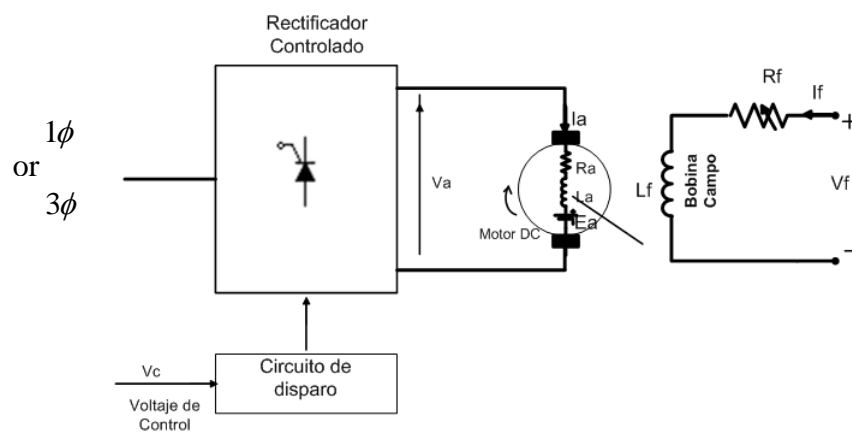 Rectificador
Controlado
1ϕ
or
3ϕ
Va
Ia
Ra
La
Ea
Motor DC
Rf
If
+
Lf
Bobina
Campo
Vf
-
Circuito de
disparo
Vc
Voltaje de
Control